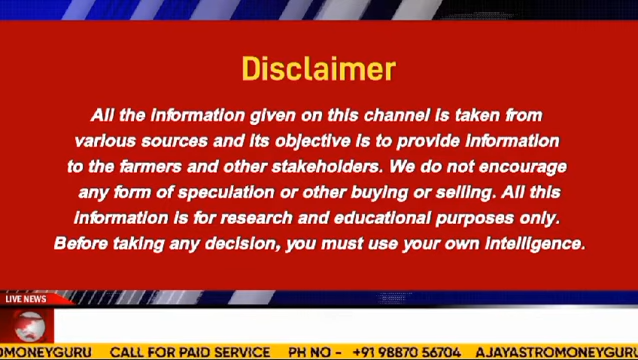 Disclaimer
All the information given on this channel is taken from
various sources and its objective is to provide information
to the farmers and other stakeholders. We do not encourage
any form of speculation or other buying or selling. All this
information is for research and educational purposes only.
Before taking any decision, you must use your own intelligence.
LIVE NEWS
OMONEYGURU CALL FOR PAID SERVICE PH NO - +91 98870 56704 AJAYASTROMONEYGURU